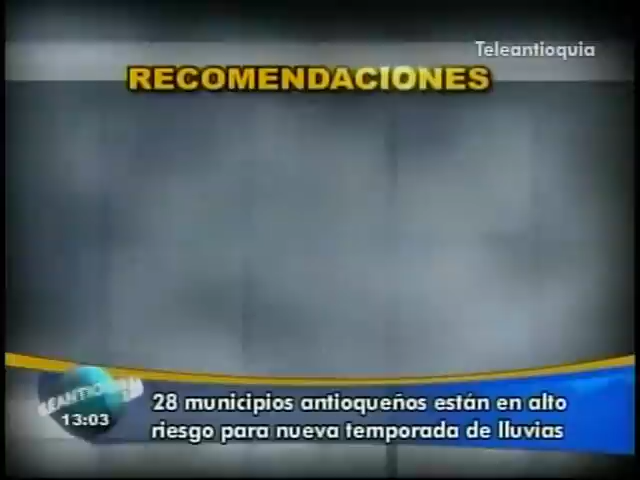 Teleantioquia
RECOMENDACIONES
28 municipios antioqueños están en alto
riesgo para nueva temporada de lluvias
13:03